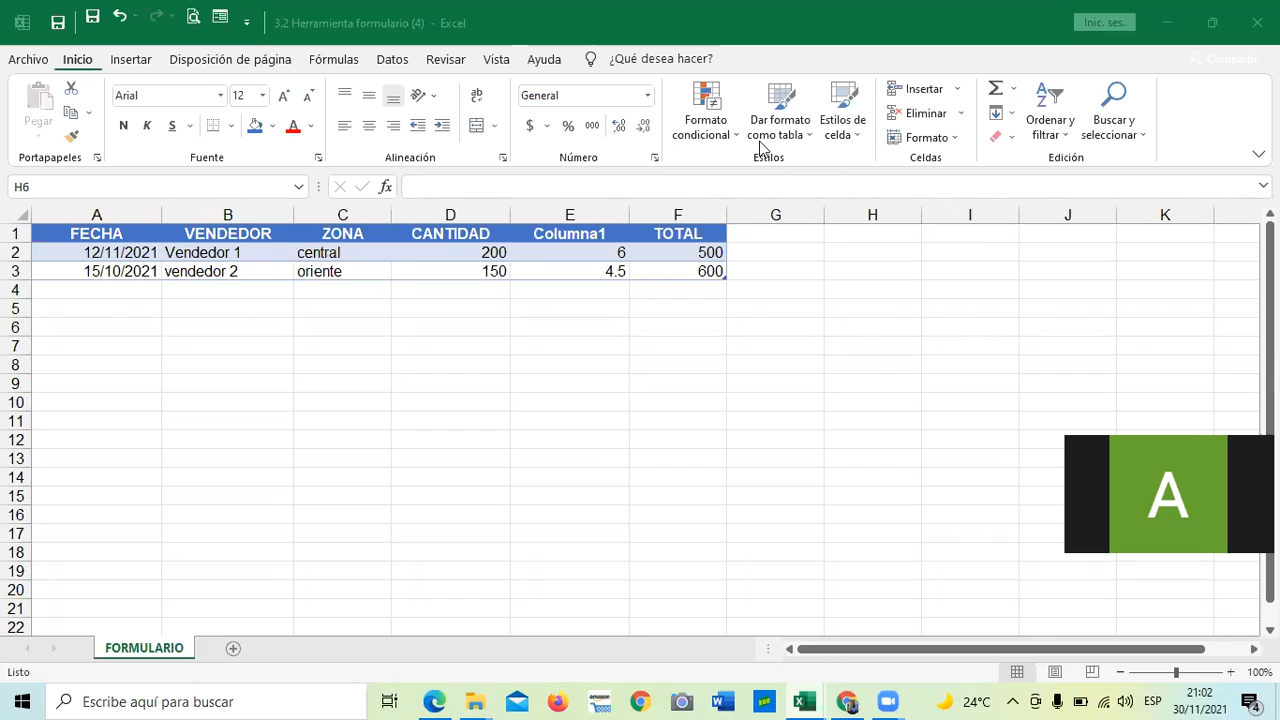 3.2 Herramienta formulario (4) - Excel
Inic. ses.
Archivo Inicio Insertar Disposición de página Fórmulas Datos Revisar Vista Ayuda ¿Qué desea hacer? Compartir
Pegar
Portapapeles
Arial 12
N K S A
Fuente
ab
Alineación
General
$ % 000
Número
Formato condicional
Dar formato como tabla
Estilos de celda
Estilos
Insertar
Eliminar
Formato
Celdas
Ordenar y filtrar
Buscar y seleccionar
Edición
H6 fx
A B C D E F G H I J K
1 FECHA VENDEDOR ZONA CANTIDAD Columna1 TOTAL
2 12/11/2021 Vendedor 1 central 200 6 500
3 15/10/2021 vendedor 2 oriente 150 4.5 600
4
5
6
7
8
9
10
11
12
13
14
15
16
17
18
19
20
21
22
A
FORMULARIO
Listo 100%
Escribe aquí para buscar
24°C ESP 21:02
30/11/2021 4